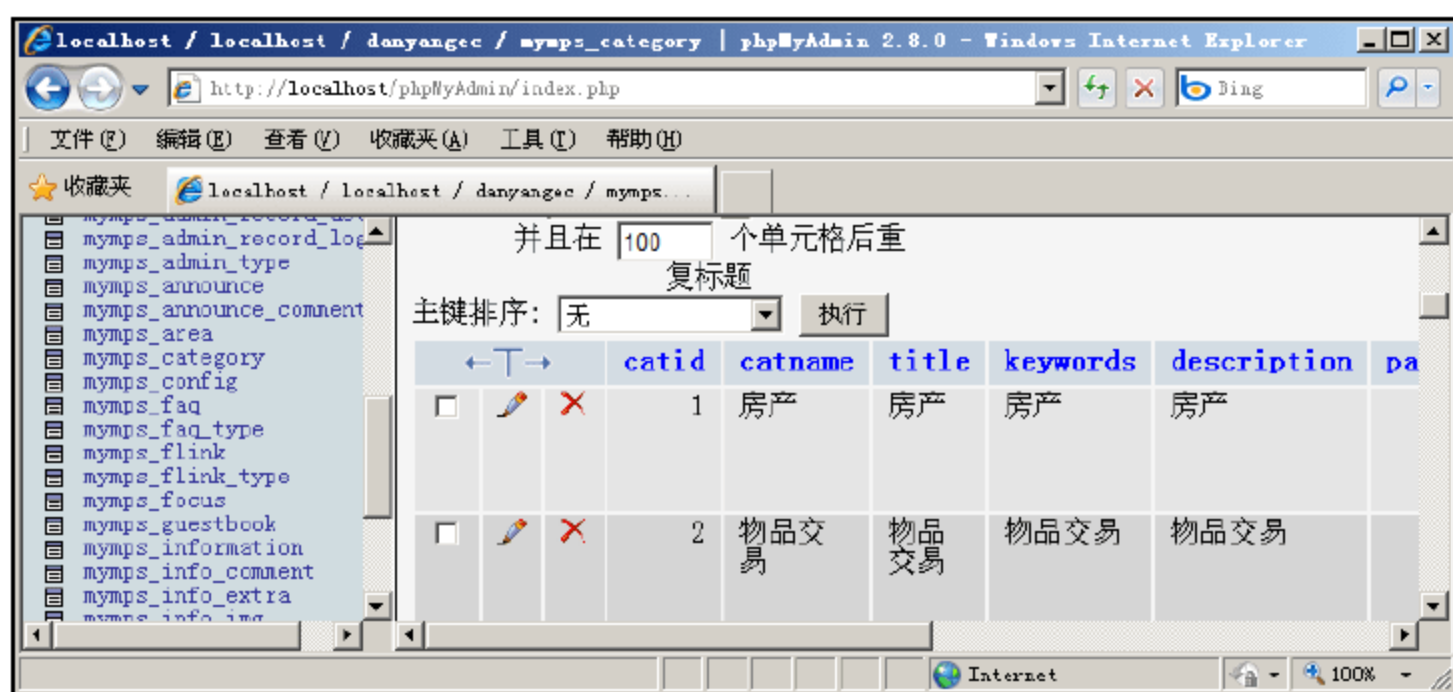 localhost / localhost / danyangec / mymps_category | phpMyAdmin 2.8.0 - Windows Internet Explorer
http://localhost/phpMyAdmin/index.php
Bing
文件(F) 编辑(E) 查看(V) 收藏夹(A) 工具(T) 帮助(H)
收藏夹 localhost / localhost / danyangec / mymps...
mymps_admin_record_log
mymps_admin_type
mymps_announce
mymps_announce_comment
mymps_area
mymps_category
mymps_config
mymps_faq
mymps_faq_type
mymps_flink
mymps_flink_type
mymps_focus
mymps_guestbook
mymps_information
mymps_info_comment
mymps_info_extra
mymps_info_img
并且在 100 个单元格后重
复标题
主键排序: 无 执行
←T→ catid catname title keywords description pa
1 房产 房产 房产 房产
2 物品交 物品 物品交易 物品交易
易 交易
Internet 100%